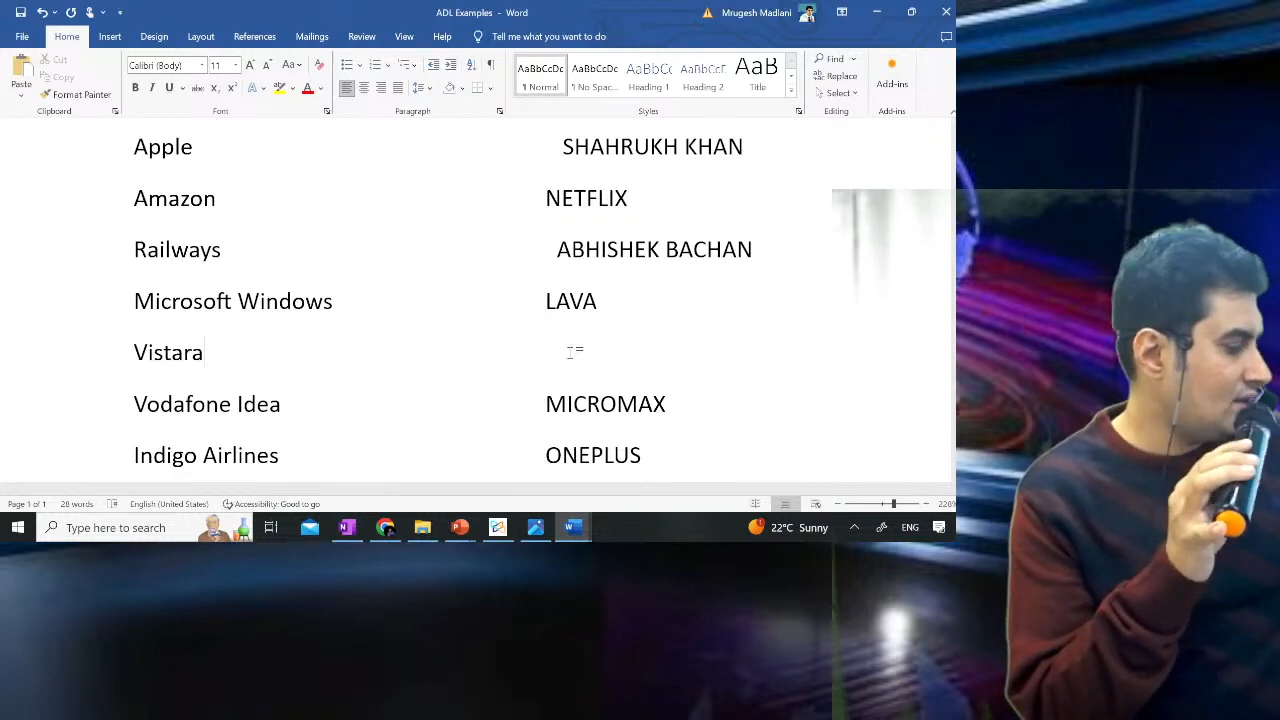 ADL Examples - Word
Mrugesh Madlani
File Home Insert Design Layout References Mailings Review View Help Tell me what you want to do
Paste
Cut
Copy
Format Painter
Clipboard
Calibri (Body) 11
Font
Paragraph
AaBbCcDc AaBbCcDc AaBbCc AaBbCcC AaB
¶ Normal ¶ No Spac... Heading 1 Heading 2 Title
Styles
Find
Replace
Select
Editing
Add-ins
Add-ins
Apple SHAHRUKH KHAN
Amazon NETFLIX
Railways ABHISHEK BACHAN
Microsoft Windows LAVA
Vistara
Vodafone Idea MICROMAX
Indigo Airlines ONEPLUS
Page 1 of 1 28 words English (United States) Accessibility: Good to go 228%
Type here to search 22°C Sunny ENG